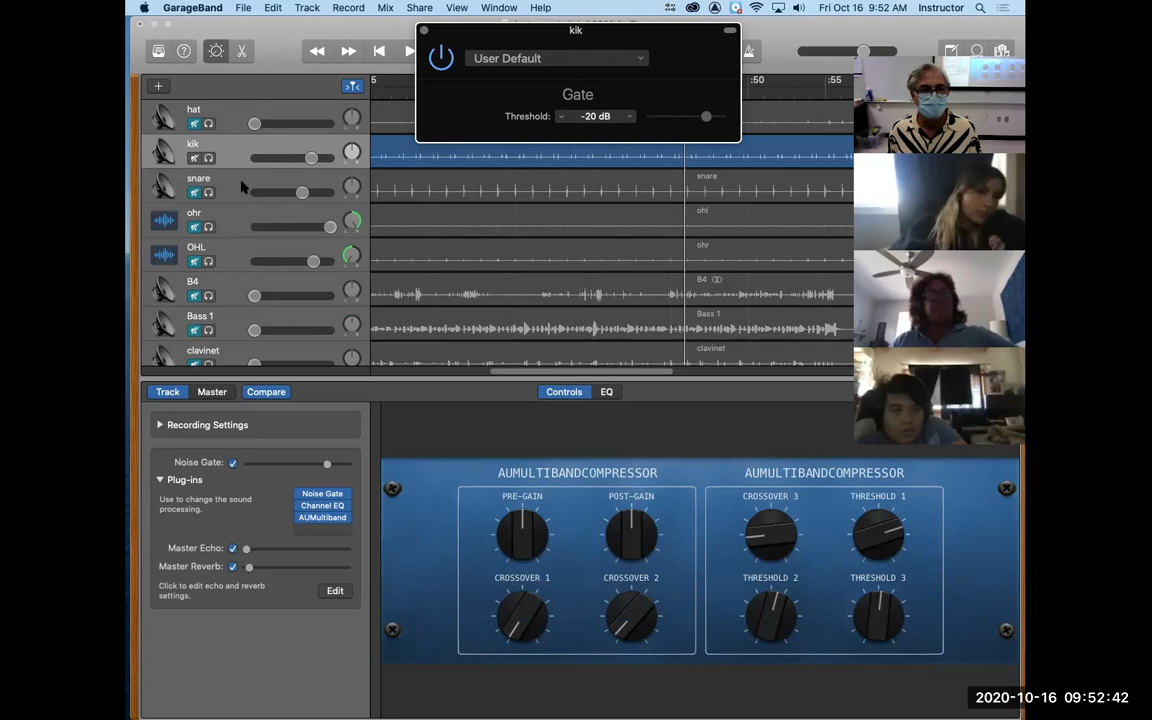 GarageBand File Edit Track Record Mix Share View Window Help Fri Oct 16 9:52 AM Instructor
kik
User Default
5 :50 :55
Gate
hat
Threshold: -20 dB
kik
snare
snare
ohr
ohl
OHL
ohr
B4
B4
Bass 1
Bass 1
clavinet
clavinet
Track Master Compare Controls EQ
Recording Settings
Noise Gate:
Plug-ins
Use to change the sound
processing.
Noise Gate
Channel EQ
AUMultiband
Master Echo:
Master Reverb:
Click to edit echo and reverb
settings.
Edit
AUMULTIBANDCOMPRESSOR AUMULTIBANDCOMPRESSOR
PRE-GAIN POST-GAIN CROSSOVER 3 THRESHOLD 1
CROSSOVER 1 CROSSOVER 2 THRESHOLD 2 THRESHOLD 3
2020-10-16 09:52:42